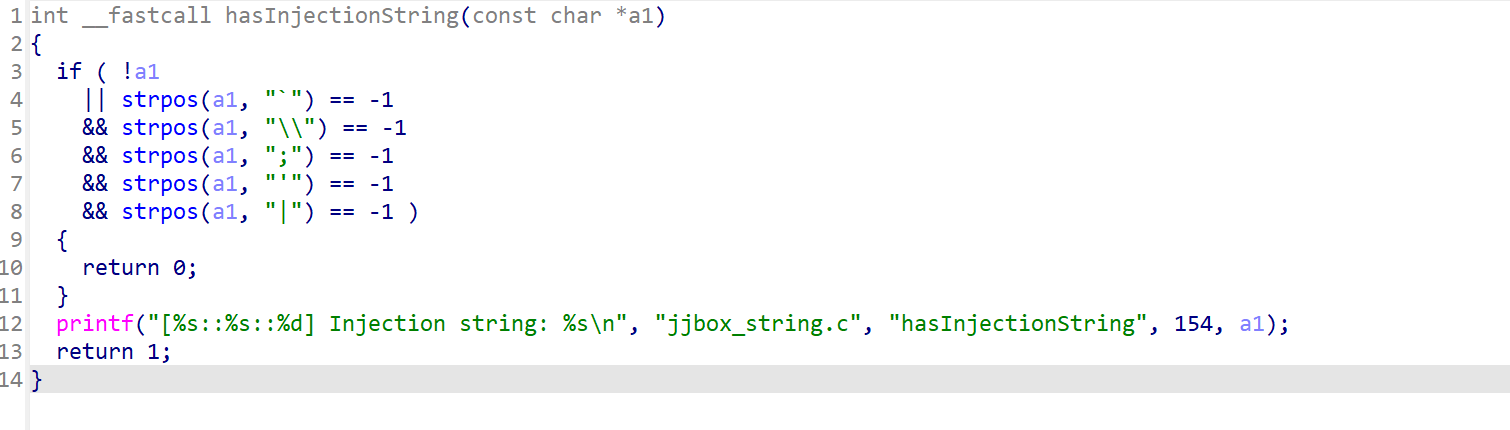 1 int __fastcall hasInjectionString(const char *a1)
2 {
3   if ( !a1
4     || strpos(a1, "`") == -1
5     && strpos(a1, "\\") == -1
6     && strpos(a1, ";") == -1
7     && strpos(a1, "'") == -1
8     && strpos(a1, "|") == -1 )
9   {
10     return 0;
11   }
12   printf("[%s::%s::%d] Injection string: %s\n", "jjbox_string.c", "hasInjectionString", 154, a1);
13   return 1;
14 }